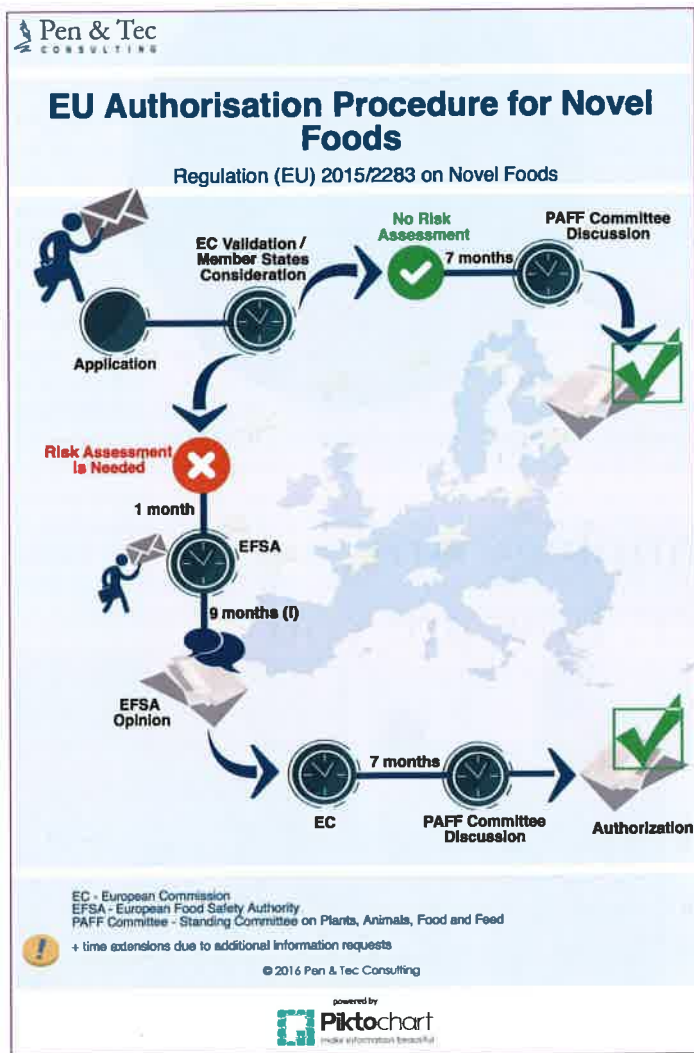 Pen & Tec
CONSULTING
EU Authorisation Procedure for Novel
Foods
Regulation (EU) 2015/2283 on Novel Foods
No Risk
Assessment
PAFF Committee
Discussion
EC Validation /
Member States
Consideration
7 months
Application
Risk Assessment
is Needed
1 month
EFSA
9 months (!)
EFSA
Opinion
7 months
EC
PAFF Committee
Discussion
Authorization
EC - European Commission
EFSA - European Food Safety Authority
PAFF Committee - Standing Committee on Plants, Animals, Food and Feed
! + time extensions due to additional information requests
© 2016 Pen & Tec Consulting
powered by
Piktochart
make information beautiful